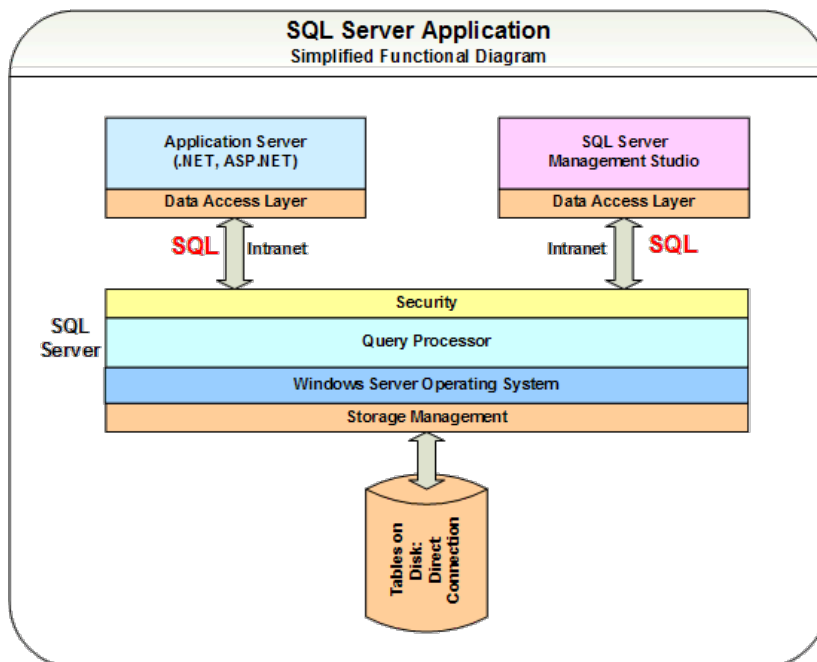 SQL Server Application
Simplified Functional Diagram
Application Server
(.NET, ASP.NET)
Data Access Layer
SQL Server
Management Studio
Data Access Layer
SQL
Intranet
Intranet
SQL
SQL
Server
Security
Query Processor
Windows Server Operating System
Storage Management
Tables on
Disk:
Direct
Connection